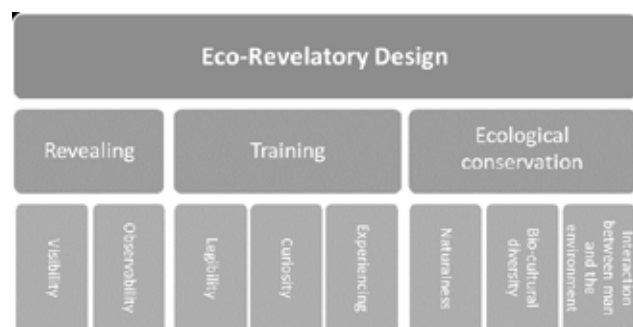 Eco-Revelatory Design
Revealing
Training
Ecological
conservation
Visibility
Observability
Legibility
Curiosity
Experiencing
Naturalness
Bio-cultural
diversity
Interaction
between man
and the
environment